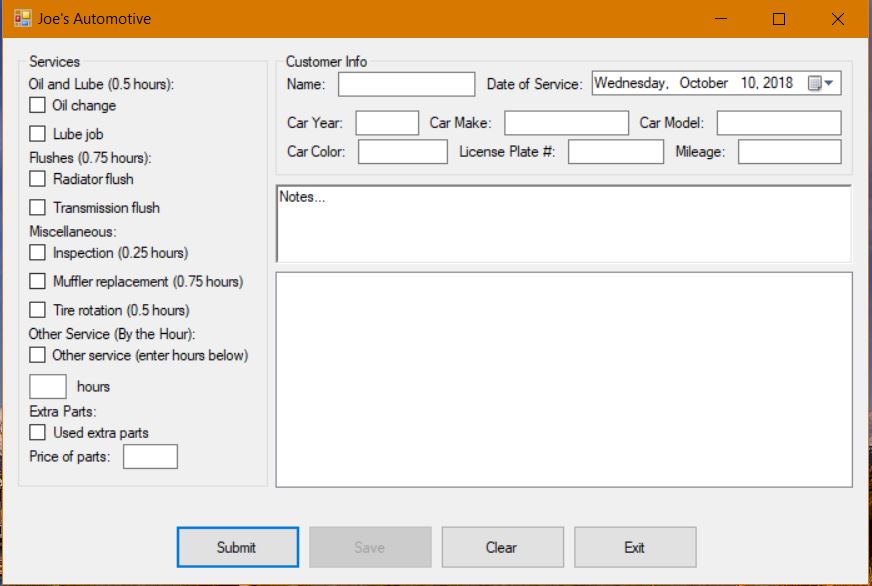 Joe's Automotive
Services
Oil and Lube (0.5 hours):
Oil change
Lube job
Flushes (0.75 hours):
Radiator flush
Transmission flush
Miscellaneous:
Inspection (0.25 hours)
Muffler replacement (0.75 hours)
Tire rotation (0.5 hours)
Other Service (By the Hour):
Other service (enter hours below)
hours
Extra Parts:
Used extra parts
Price of parts:
Customer Info
Name: Date of Service: Wednesday, October 10, 2018
Car Year: Car Make: Car Model:
Car Color: License Plate #: Mileage:
Notes...
Submit Save Clear Exit